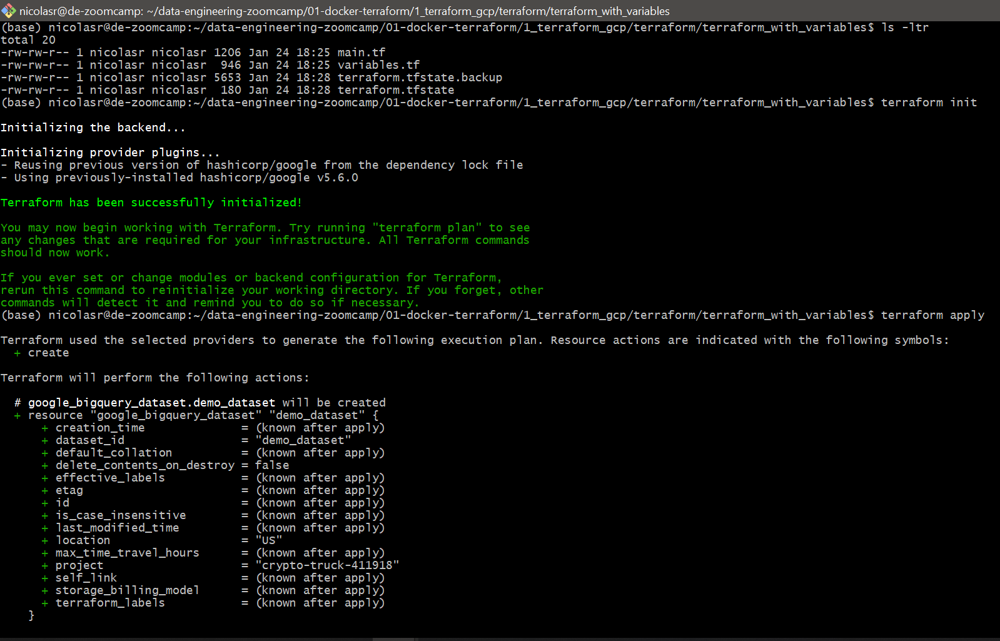 nicolasr@de-zoomcamp: ~/data-engineering-zoomcamp/01-docker-terraform/1_terraform_gcp/terraform/terraform_with_variables
(base) nicolasr@de-zoomcamp:~/data-engineering-zoomcamp/01-docker-terraform/1_terraform_gcp/terraform/terraform_with_variables$ ls -ltr
total 20
-rw-rw-r-- 1 nicolasr nicolasr 1206 Jan 24 18:25 main.tf
-rw-rw-r-- 1 nicolasr nicolasr  946 Jan 24 18:25 variables.tf
-rw-rw-r-- 1 nicolasr nicolasr 5653 Jan 24 18:28 terraform.tfstate.backup
-rw-rw-r-- 1 nicolasr nicolasr  180 Jan 24 18:28 terraform.tfstate
(base) nicolasr@de-zoomcamp:~/data-engineering-zoomcamp/01-docker-terraform/1_terraform_gcp/terraform/terraform_with_variables$ terraform init
Initializing the backend...
Initializing provider plugins...
- Reusing previous version of hashicorp/google from the dependency lock file
- Using previously-installed hashicorp/google v5.6.0
Terraform has been successfully initialized!
You may now begin working with Terraform. Try running "terraform plan" to see
any changes that are required for your infrastructure. All Terraform commands
should now work.
If you ever set or change modules or backend configuration for Terraform,
rerun this command to reinitialize your working directory. If you forget, other
commands will detect it and remind you to do so if necessary.
(base) nicolasr@de-zoomcamp:~/data-engineering-zoomcamp/01-docker-terraform/1_terraform_gcp/terraform/terraform_with_variables$ terraform apply
Terraform used the selected providers to generate the following execution plan. Resource actions are indicated with the following symbols:
  + create
Terraform will perform the following actions:
  # google_bigquery_dataset.demo_dataset will be created
  + resource "google_bigquery_dataset" "demo_dataset" {
      + creation_time              = (known after apply)
      + dataset_id                 = "demo_dataset"
      + default_collation          = (known after apply)
      + delete_contents_on_destroy = false
      + effective_labels           = (known after apply)
      + etag                       = (known after apply)
      + id                         = (known after apply)
      + is_case_insensitive        = (known after apply)
      + last_modified_time         = (known after apply)
      + location                   = "US"
      + max_time_travel_hours      = (known after apply)
      + project                    = "crypto-truck-411918"
      + self_link                  = (known after apply)
      + storage_billing_model      = (known after apply)
      + terraform_labels           = (known after apply)
    }